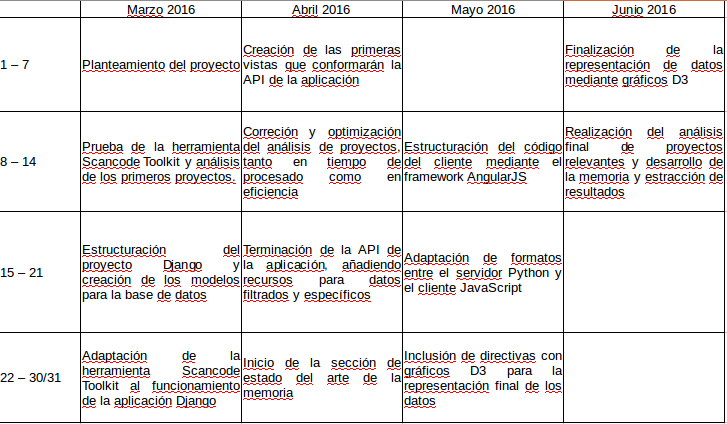 Marzo 2016
Abril 2016
Mayo 2016
Junio 2016
1 – 7
Planteamiento del proyecto
Creación de las primeras
vistas que conformarán la
API de la aplicación
Finalización de la
representación de datos
mediante gráficos D3
8 – 14
Prueba de la herramienta
Scancode Toolkit y análisis
de los primeros proyectos.
Correción y optimización
del análisis de proyectos,
tanto en tiempo de
procesado como en
eficiencia
Estructuración del código
del cliente mediante el
framework AngularJS
Realización del análisis
final de proyectos
relevantes y desarrollo de
la memoria y estracción de
resultados
15 – 21
Estructuración del
proyecto Django y
creación de los modelos
para la base de datos
Terminación de la API de
la aplicación, añadiendo
recursos para datos
filtrados y específicos
Adaptación de formatos
entre el servidor Python y
el cliente JavaScript
22 – 30/31
Adaptación de la
herramienta Scancode
Toolkit al funcionamiento
de la aplicación Django
Inicio de la sección de
estado del arte de la
memoria
Inclusión de directivas con
gráficos D3 para la
representación final de los
datos